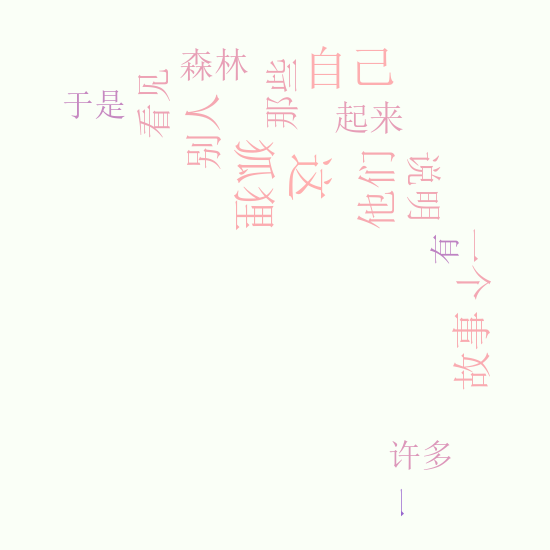 森林
自己
那些
看见
于是
别人
起来
狐狸
这
他们
说明
有
一个
故事
许多
一